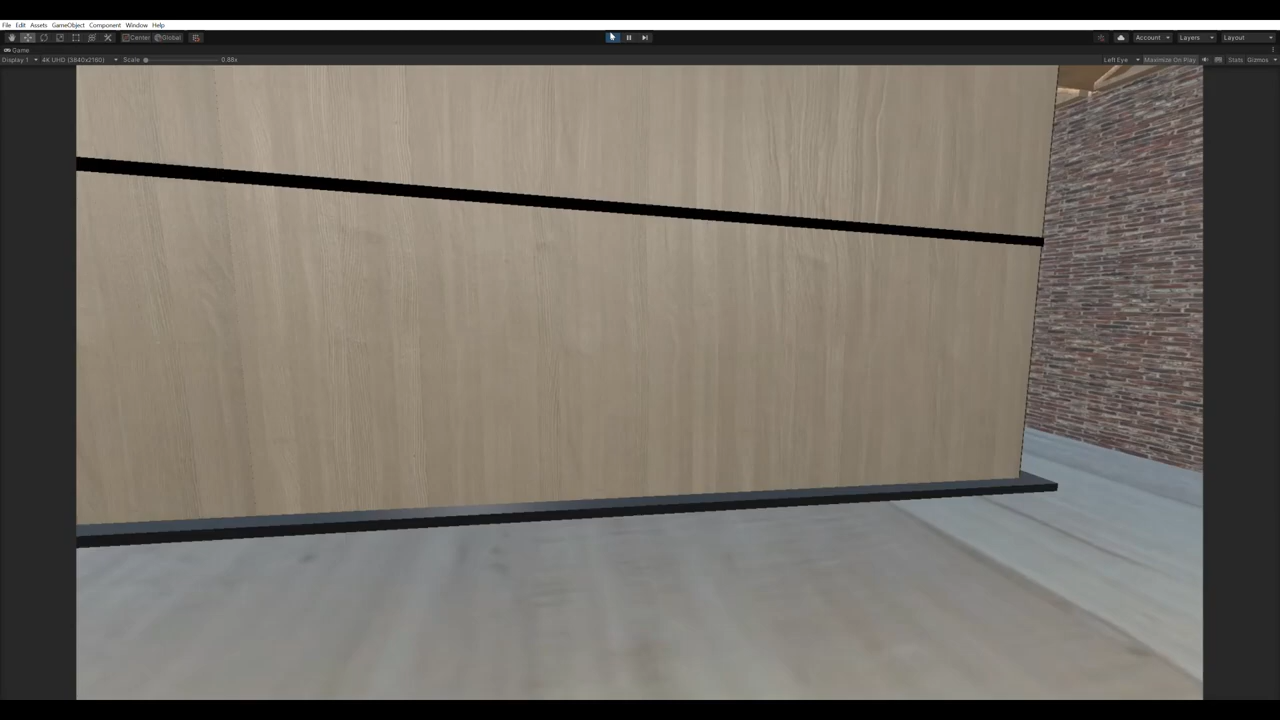 File Edit Assets GameObject Component Window Help
Center Global Account Layers Layout
Game
Display 1 4K UHD (3840x2160) Scale 0.88x Left Eye Maximize On Play Stats Gizmos